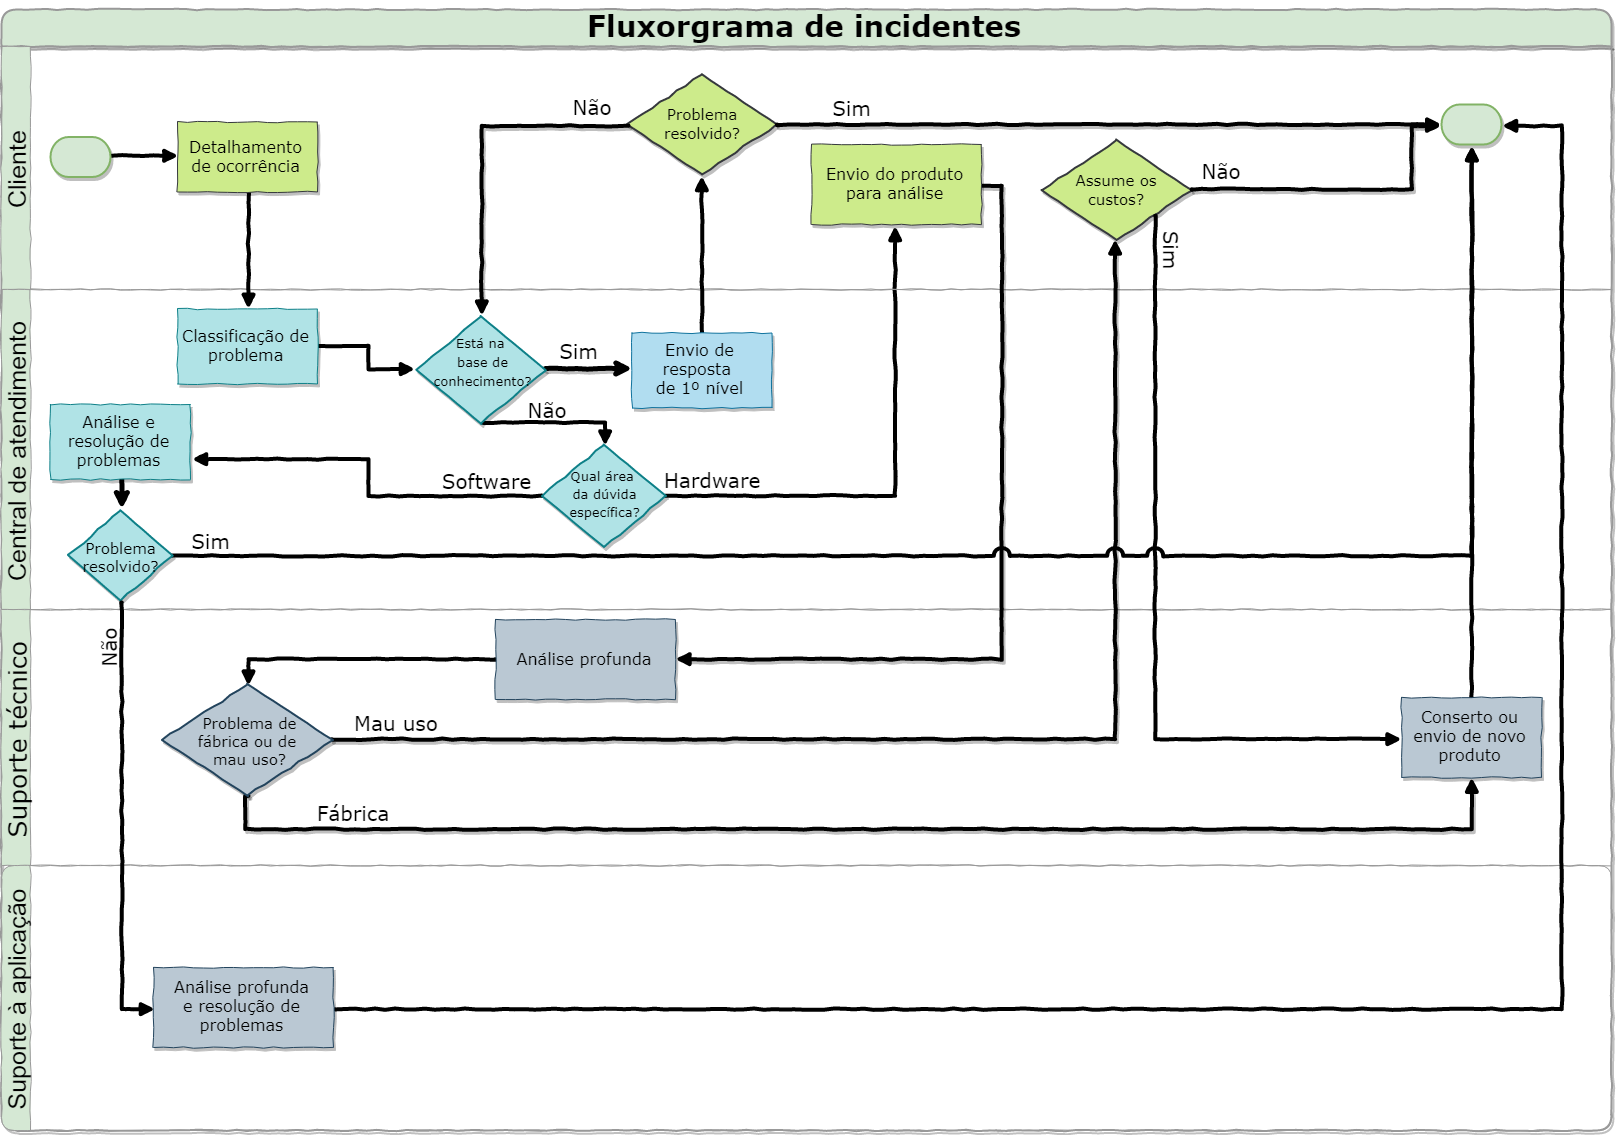 Fluxorgrama de incidentes
Cliente
Detalhamento
de ocorrência
Não
Problema
resolvido?
Sim
Envio do produto
para análise
Assume os
custos?
Não
Sim
Central de atendimento
Classificação de
problema
Está na
base de
conhecimento?
Sim
Envio de
resposta
de 1º nível
Não
Análise e
resolução de
problemas
Software
Qual área
da dúvida
específica?
Hardware
Problema
resolvido?
Sim
Não
Suporte técnico
Análise profunda
Problema de
fábrica ou de
mau uso?
Mau uso
Fábrica
Conserto ou
envio de novo
produto
Suporte à aplicação
Análise profunda
e resolução de
problemas